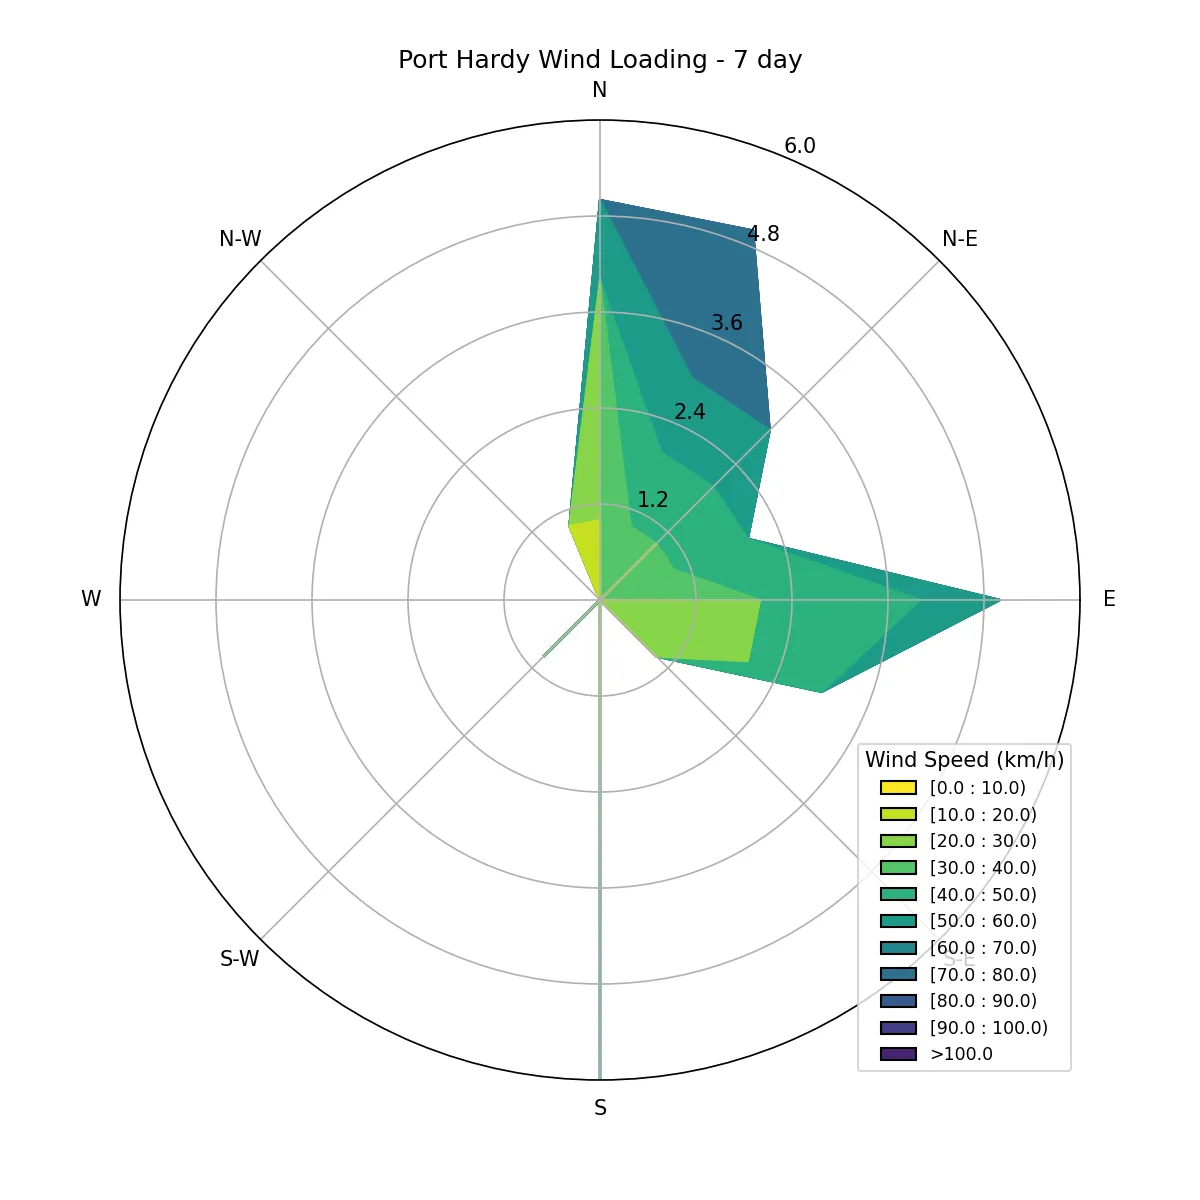 Port Hardy Wind Loading - 7 day
N
6.0
N-W
4.8
N-E
3.6
2.4
1.2
W
E
Wind Speed (km/h)
[0.0 : 10.0)
[10.0 : 20.0)
[20.0 : 30.0)
[30.0 : 40.0)
[40.0 : 50.0)
[50.0 : 60.0)
[60.0 : 70.0)
[70.0 : 80.0)
[80.0 : 90.0)
[90.0 : 100.0)
>100.0
S-W
S-E
S